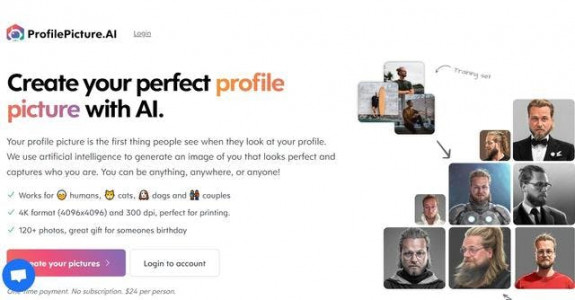 ProfilePicture.AI Login
Training set
Create your perfect profile
picture with AI.
Your profile picture is the first thing people see when they look at your profile.
We use artificial intelligence to generate an image of you that looks perfect and
captures who you are. You can be anything, anywhere, or anyone!
Works for humans, cats, dogs and couples
4K format (4096x4096) and 300 dpi, perfect for printing.
120+ photos, great gift for someones birthday
your pictures Login to account
time payment. No subscription. $24 per person.